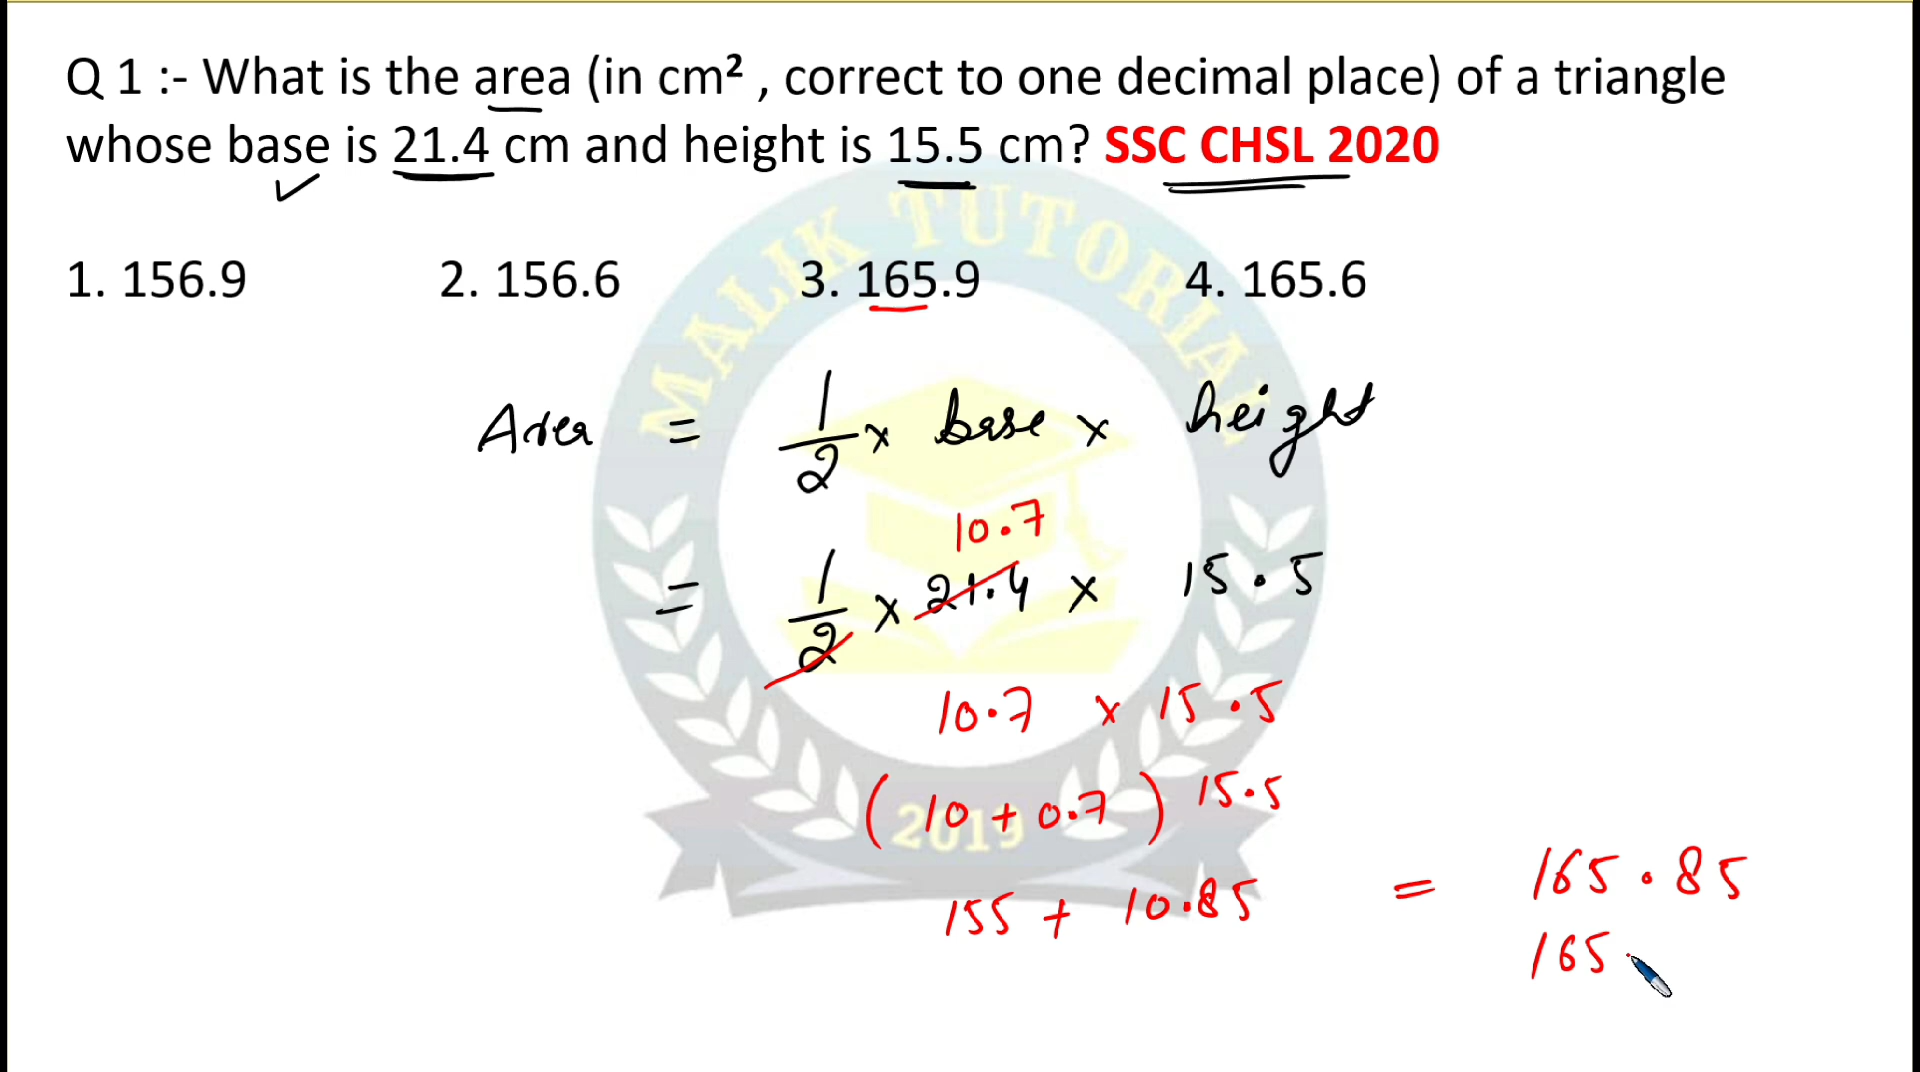 Q 1 :- What is the area (in cm² , correct to one decimal place) of a triangle
whose base is 21.4 cm and height is 15.5 cm? SSC CHSL 2020
1. 156.9 2. 156.6 3. 165.9 4. 165.6
MALIK TUTORIAL
Area = 1/2 × base × height
10.7
= 1/2 × 21.4 × 15.5
10.7 × 15.5
(10 + 0.7) 15.5
2019
155 + 10.85 = 165.85
165.